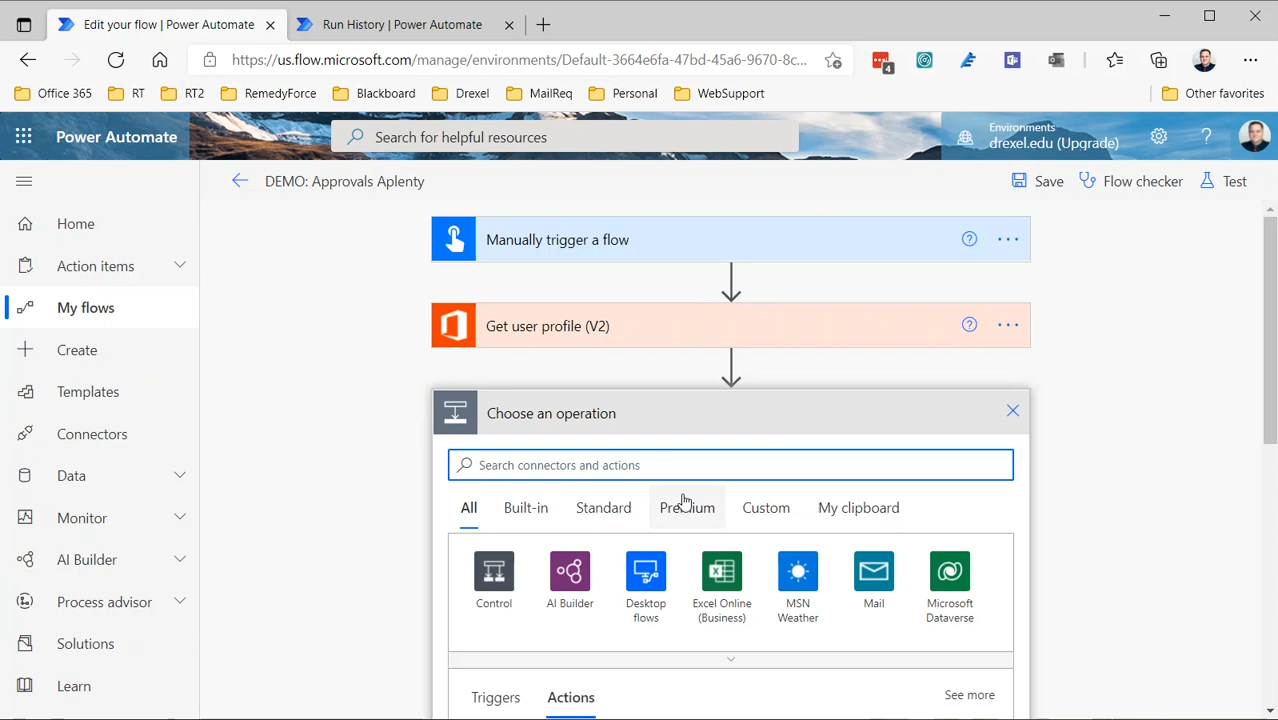 Edit your flow | Power Automate
Run History | Power Automate
https://us.flow.microsoft.com/manage/environments/Default-3664e6fa-47bd-45a6-9670-8c...
4
Office 365
RT
RT2
RemedyForce
Blackboard
Drexel
MailReq
Personal
WebSupport
Other favorites
Power Automate
Search for helpful resources
Environments
drexel.edu (Upgrade)
DEMO: Approvals Aplenty
Save
Flow checker
Test
Home
Action items
My flows
Create
Templates
Connectors
Data
Monitor
AI Builder
Process advisor
Solutions
Learn
Manually trigger a flow
Get user profile (V2)
Choose an operation
Search connectors and actions
All
Built-in
Standard
Premium
Custom
My clipboard
Control
AI Builder
Desktop
flows
Excel Online
(Business)
MSN
Weather
Mail
Microsoft
Dataverse
Triggers
Actions
See more